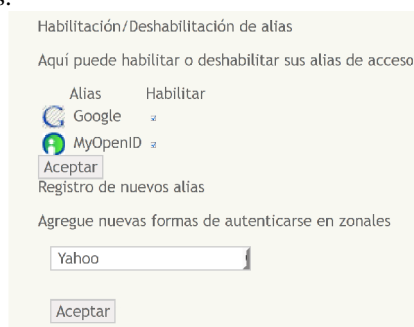 Habilitación/Deshabilitación de alias
Aquí puede habilitar o deshabilitar sus alias de acceso
Alias Habilitar
Google
MyOpenID
Aceptar
Registro de nuevos alias
Agregue nuevas formas de autenticarse en zonales
Yahoo
Aceptar